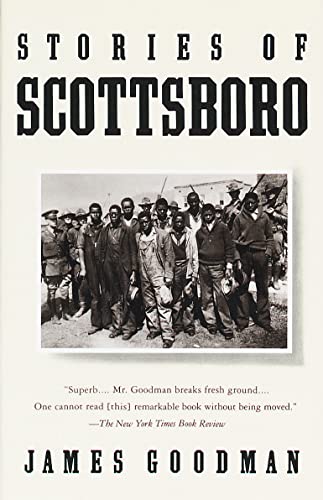 STORIES OF
SCOTTSBORO
"Superb.... Mr. Goodman breaks fresh ground....
One cannot read [this] remarkable book without being moved."
—The New York Times Book Review
JAMES GOODMAN